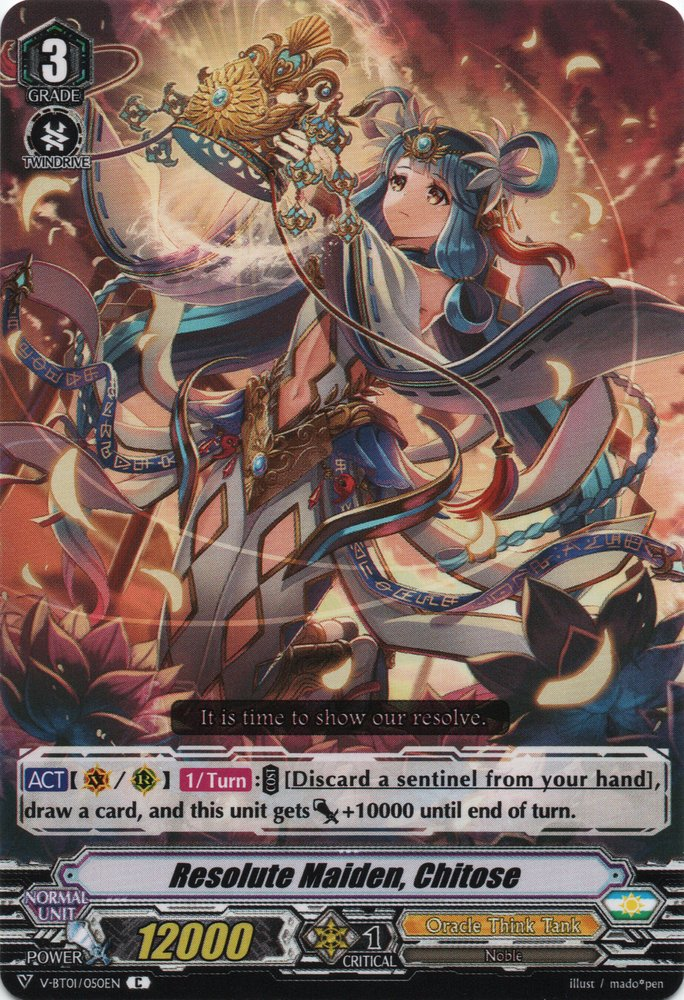 3
GRADE
TWINDRIVE
It is time to show our resolve.
ACT【 V / R 】 1/Turn : COST [Discard a sentinel from your hand],
draw a card, and this unit gets +10000 until end of turn.
Resolute Maiden, Chitose
NORMAL
UNIT
POWER
12000
1
CRITICAL
Oracle Think Tank
Noble
V-BT01/050EN C
illust / mado*pen